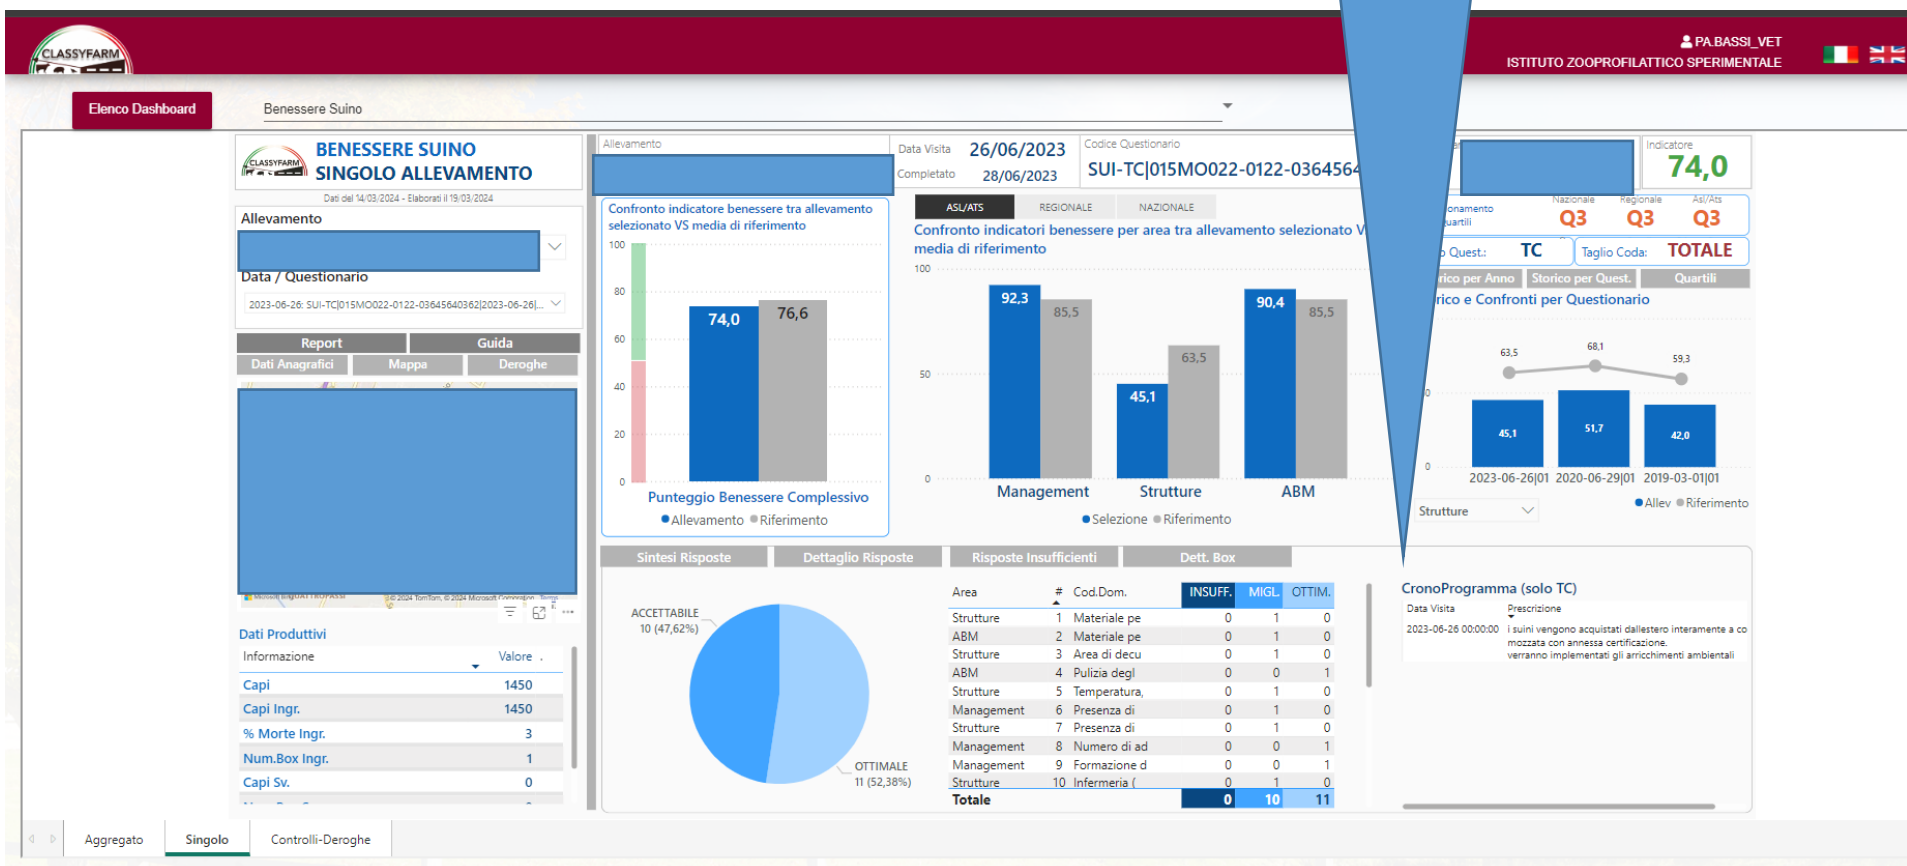 CLASSYFARM
PA.BASSI_VET
ISTITUTO ZOOPROFILATTICO SPERIMENTALE
Elenco Dashboard
Benessere Suino
CLASSYFARM
BENESSERE SUINO
SINGOLO ALLEVAMENTO
Dati del 14/03/2024 - Elaborati il 19/03/2024
Allevamento
Data / Questionario
2023-06-26: SUI-TC|015MO022-0122-03645640362|2023-06-26|...
Report
Guida
Dati Anagrafici
Mappa
Deroghe
© 2024 TomTom, © 2024 Microsoft Corporation Terms
Dati Produttivi
Informazione
Valore
Capi 1450
Capi Ingr. 1450
% Morte Ingr. 3
Num.Box Ingr. 1
Capi Sv. 0
Allevamento
Data Visita 26/06/2023
Completato 28/06/2023
Codice Questionario
SUI-TC|015MO022-0122-0364564
Indicatore
74,0
Confronto indicatore benessere tra allevamento
selezionato VS media di riferimento
100
80
60
40
20
0
74,0
76,6
Punteggio Benessere Complessivo
Allevamento Riferimento
ASL/ATS
REGIONALE
NAZIONALE
Confronto indicatori benessere per area tra allevamento selezionato V
media di riferimento
100
50
0
92,3
85,5
45,1
63,5
90,4
85,5
Management
Strutture
ABM
Selezione Riferimento
Nazionale Regionale Asl/Ats
Q3 Q3 Q3
Quest.: TC
Taglio Coda: TOTALE
per Anno
Storico per Quest.
Quartili
e Confronti per Questionario
63,5
68,1
59,3
45,1
51,7
42,0
0
2023-06-26|01 2020-06-29|01 2019-03-01|01
Allev Riferimento
Strutture
Sintesi Risposte
Dettaglio Risposte
Risposte Insufficienti
Dett. Box
ACCETTABILE
10 (47,62%)
OTTIMALE
11 (52,38%)
Area # Cod.Dom. INSUFF. MIGL. OTTIM.
Strutture 1 Materiale pe 0 1 0
ABM 2 Materiale pe 0 1 0
Strutture 3 Area di decu 0 1 0
ABM 4 Pulizia degl 0 0 1
Strutture 5 Temperatura, 0 1 0
Management 6 Presenza di 0 1 0
Strutture 7 Presenza di 0 1 0
Management 8 Numero di ad 0 0 1
Management 9 Formazione d 0 0 1
Strutture 10 Infermeria ( 0 1 0
Totale 0 10 11
CronoProgramma (solo TC)
Data Visita Prescrizione
2023-06-26 00:00:00 i suini vengono acquistati dallestero interamente a co
mozzata con annessa certificazione.
verranno implementati gli arricchimenti ambientali
Aggregato
Singolo
Controlli-Deroghe